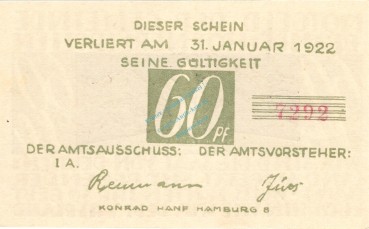 DIESER SCHEIN
VERLIERT AM 31. JANUAR 1922
SEINE GÜLTIGKEIT
60 PF
7292
DER AMTSAUSSCHUSS: DER AMTSVORSTEHER:
I A.
KONRAD HANF HAMBURG 8